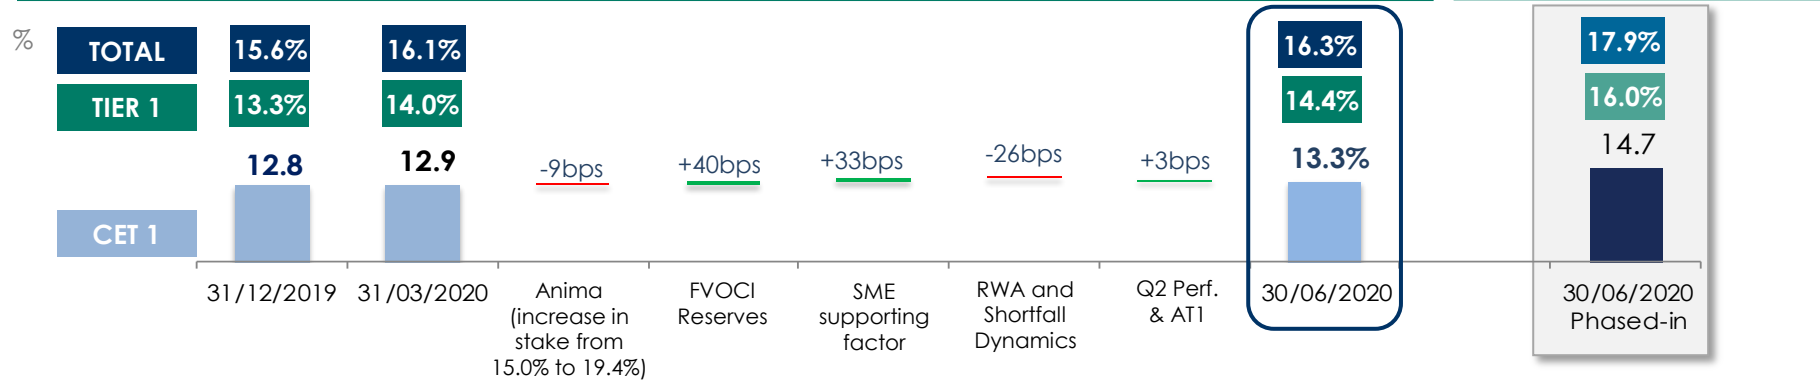 %
TOTAL 15.6% 16.1% 16.3% 17.9%
TIER 1 13.3% 14.0% 14.4% 16.0%
12.8 12.9 -9bps +40bps +33bps -26bps +3bps 13.3% 14.7
CET 1
31/12/2019 31/03/2020 Anima FVOCI SME RWA and Q2 Perf. 30/06/2020 30/06/2020
(increase in Reserves supporting Shortfall & AT1 Phased-in
stake from factor Dynamics
15.0% to 19.4%)